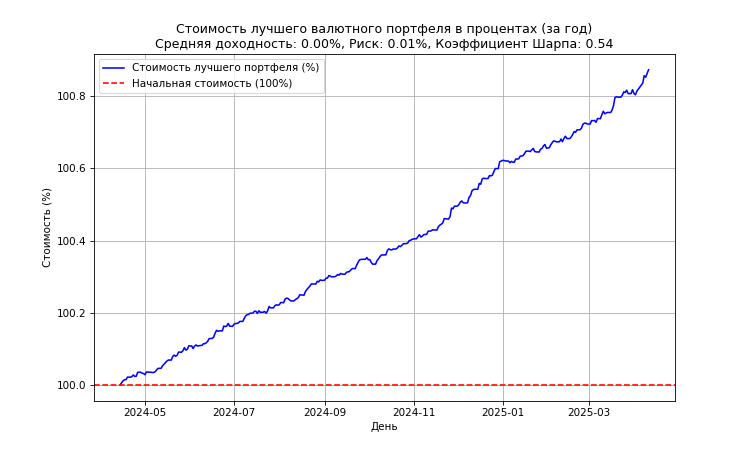 Стоимость лучшего валютного портфеля в процентах (за год)
Средняя доходность: 0.00%, Риск: 0.01%, Коэффициент Шарпа: 0.54
Стоимость лучшего портфеля (%)
Начальная стоимость (100%)
Стоимость (%)
100.8
100.6
100.4
100.2
100.0
2024-05 2024-07 2024-09 2024-11 2025-01 2025-03
День